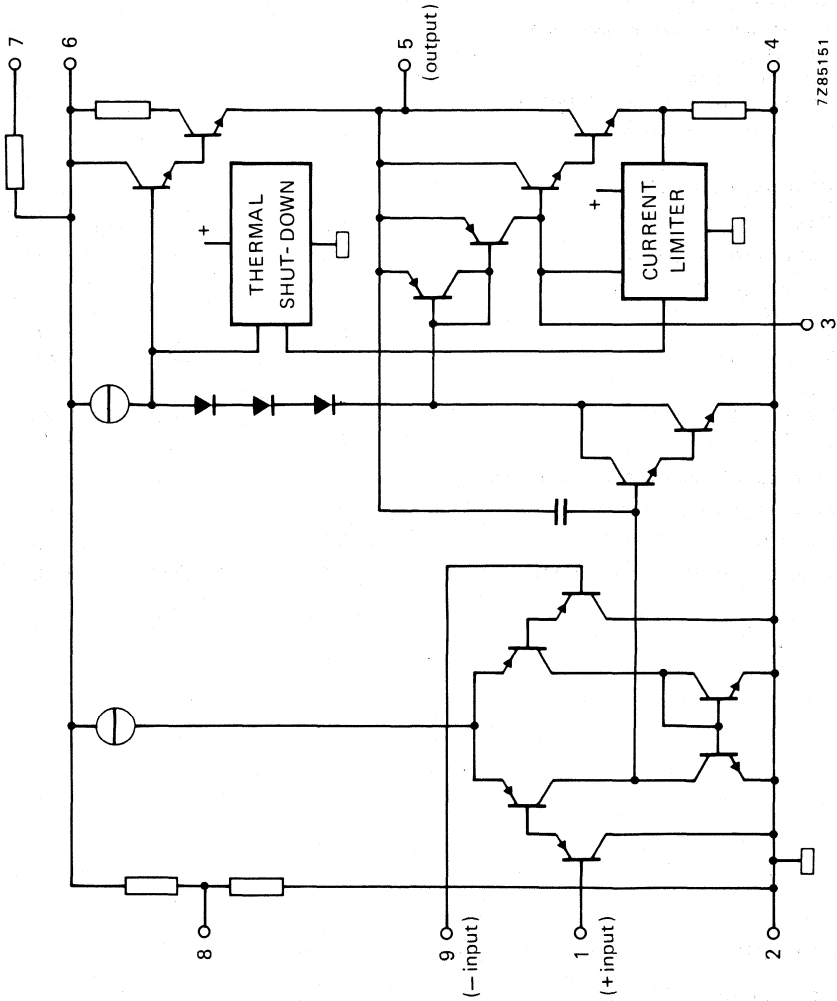 7
6
5
(output)
4
7Z85151
+
THERMAL
SHUT-DOWN
+
CURRENT
LIMITER
3
8
9
(– input)
1
(+ input)
2